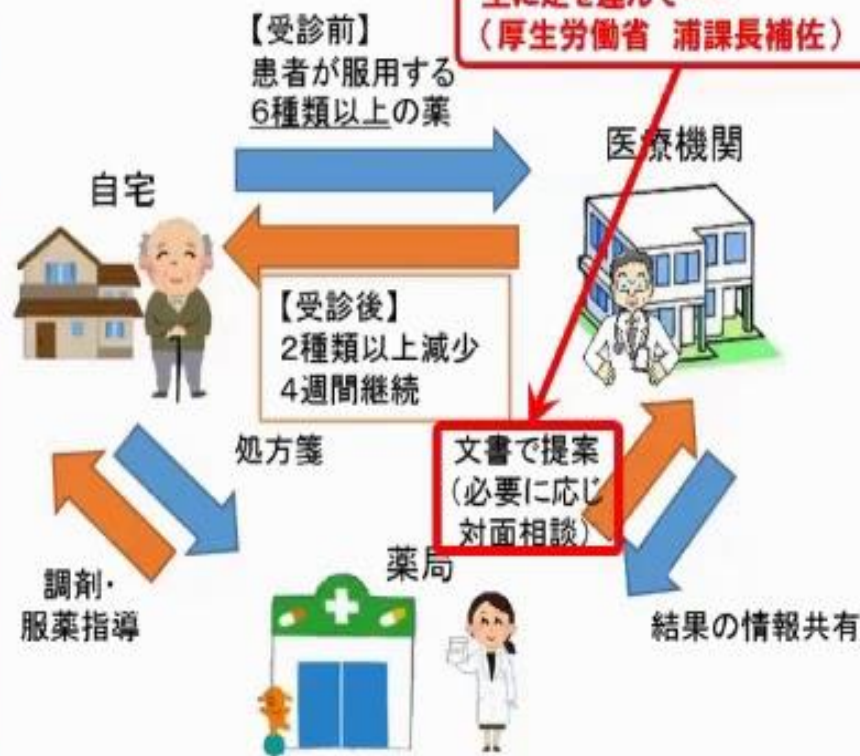 (厚生労働省 浦課長補佐)
【受診前】
患者が服用する
6種類以上の薬
医療機関
自宅
【受診後】
2種類以上減少
4週間継続
処方箋
文書で提案
(必要に応じ
対面相談)
薬局
調剤・
服薬指導
結果の情報共有